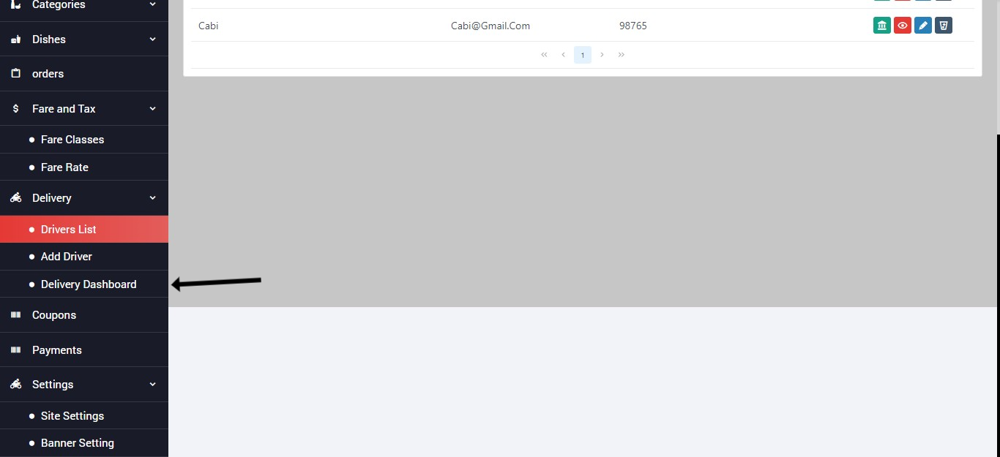 Categories
Dishes
orders
Fare and Tax
Fare Classes
Fare Rate
Delivery
Drivers List
Add Driver
Delivery Dashboard
Coupons
Payments
Settings
Site Settings
Banner Setting
Cabi Cabi@Gmail.Com 98765
« ‹ 1 › »